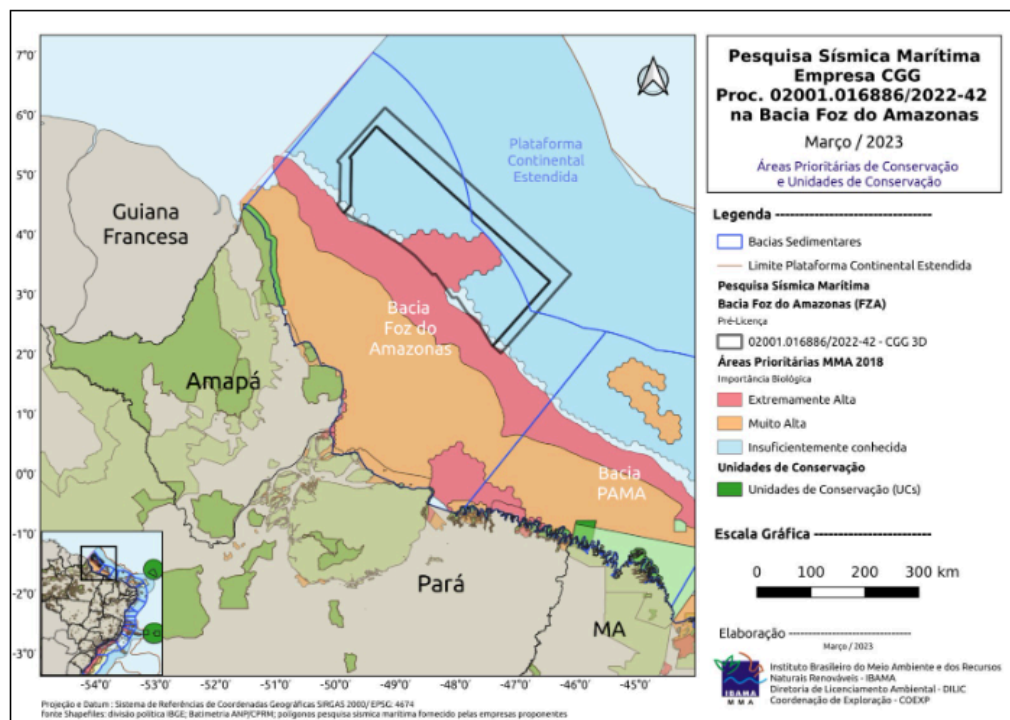 Pesquisa Sísmica Marítima
Empresa CGG
Proc. 02001.016886/2022-42
na Bacia Foz do Amazonas
Março / 2023
Áreas Prioritárias de Conservação
e Unidades de Conservação
Legenda
Bacias Sedimentares
Limite Plataforma Continental Estendida
Pesquisa Sísmica Marítima
Bacia Foz do Amazonas (FZA)
Pré-Licença
02001.016886/2022-42 - CGG 3D
Áreas Prioritárias MMA 2018
Importância Biológica
Extremamente Alta
Muito Alta
Insuficientemente conhecida
Unidades de Conservação
Unidades de Conservação (UCs)
Escala Gráfica
0 100 200 300 km
Elaboração
Março / 2023
IBAMA
M M A
Instituto Brasileiro do Meio Ambiente e dos Recursos
Naturais Renováveis - IBAMA
Diretoria de Licenciamento Ambiental - DILIC
Coordenação de Exploração - COEXP
7°0'
6°0'
5°0'
4°0'
3°0'
2°0'
1°0'
0°0'
-1°0'
-2°0'
-3°0'
Plataforma
Continental
Estendida
Guiana
Francesa
Bacia
Foz do
Amazonas
Amapá
Bacia
PAMA
Pará
MA
-54°0' -53°0' -52°0' -51°0' -50°0' -49°0' -48°0' -47°0' -46°0' -45°0'
Projeção e Datum : Sistema de Referências de Coordenadas Geográficas SIRGAS 2000/ EPSG: 4674
Fonte Shapefiles: divisão política IBGE; Batimetria ANP/CPRM; polígonos pesquisa sísmica marítima fornecido pelas empresas proponentes